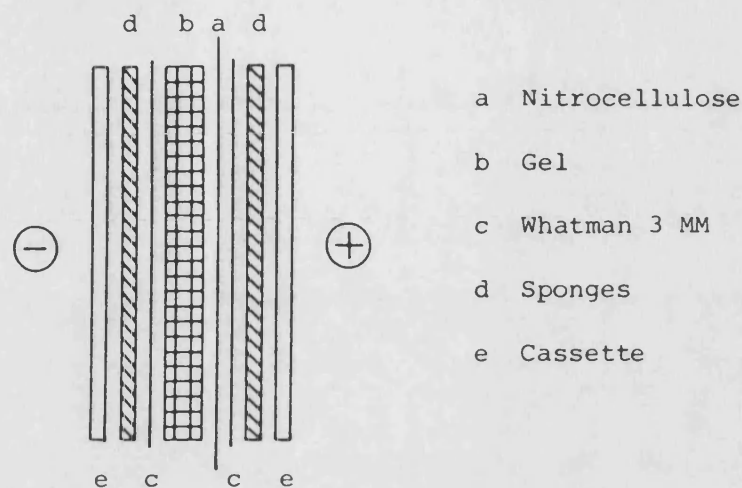 d b a d
a Nitrocellulose
b Gel
− +
c Whatman 3 MM
d Sponges
e Cassette
e c c e